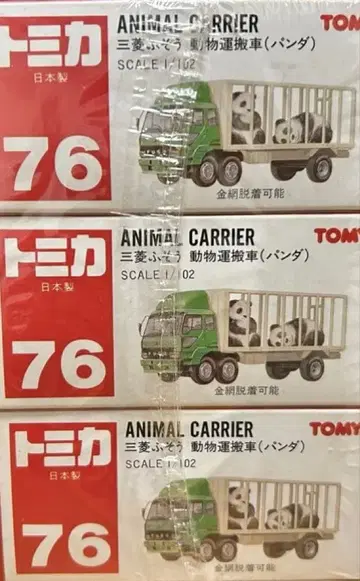 トミカ
日本製
76
ANIMAL CARRIER
三菱ふそう 動物運搬車(パンダ)
SCALE 1/102
TOM
金網脱着可能
トミカ
日本製
76
ANIMAL CARRIER
三菱ふそう 動物運搬車(パンダ)
SCALE 1/102
TOMY
金網脱着可能
トミカ
日本製
76
ANIMAL CARRIER
三菱ふそう 動物運搬車(パンダ)
SCALE 1/102
TOMY
金網脱着可能